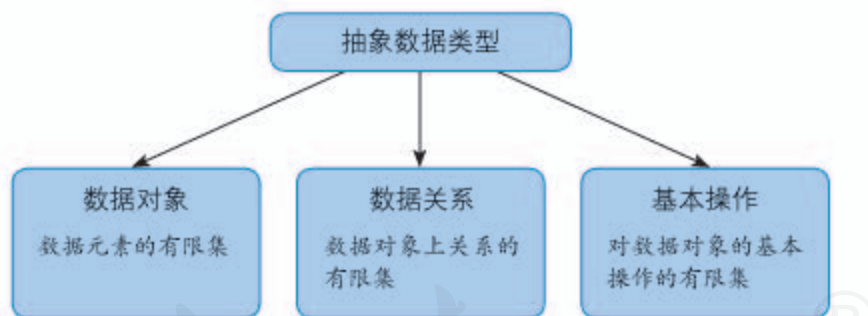 抽象数据类型
数据对象
数据元素的有限集
数据关系
数据对象上关系的
有限集
基本操作
对数据对象的基本
操作的有限集